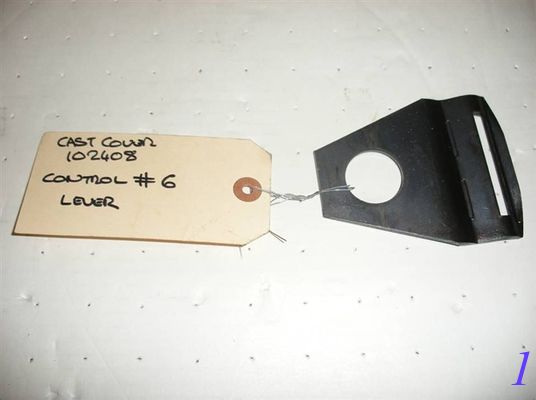 CAST COVER
102408
CONTROL #6
LEVER
1